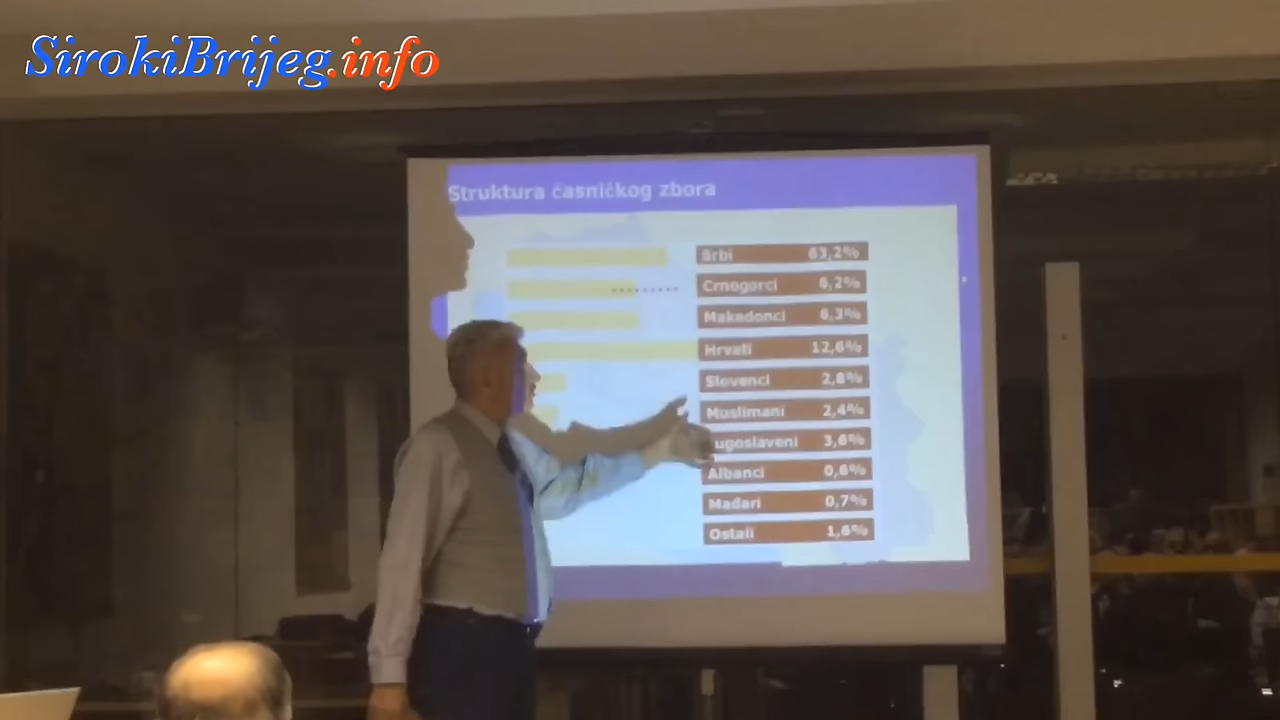 SirokiBrijeg.info
Struktura časničkog zbora
Srbi 63,2%
Crnogorci 6,2%
Makedonci 6,3%
Hrvati 12,6%
Slovenci 2,8%
Muslimani 2,4%
ugoslaveni 3,6%
Albanci 0,6%
Mađari 0,7%
Ostali 1,6%